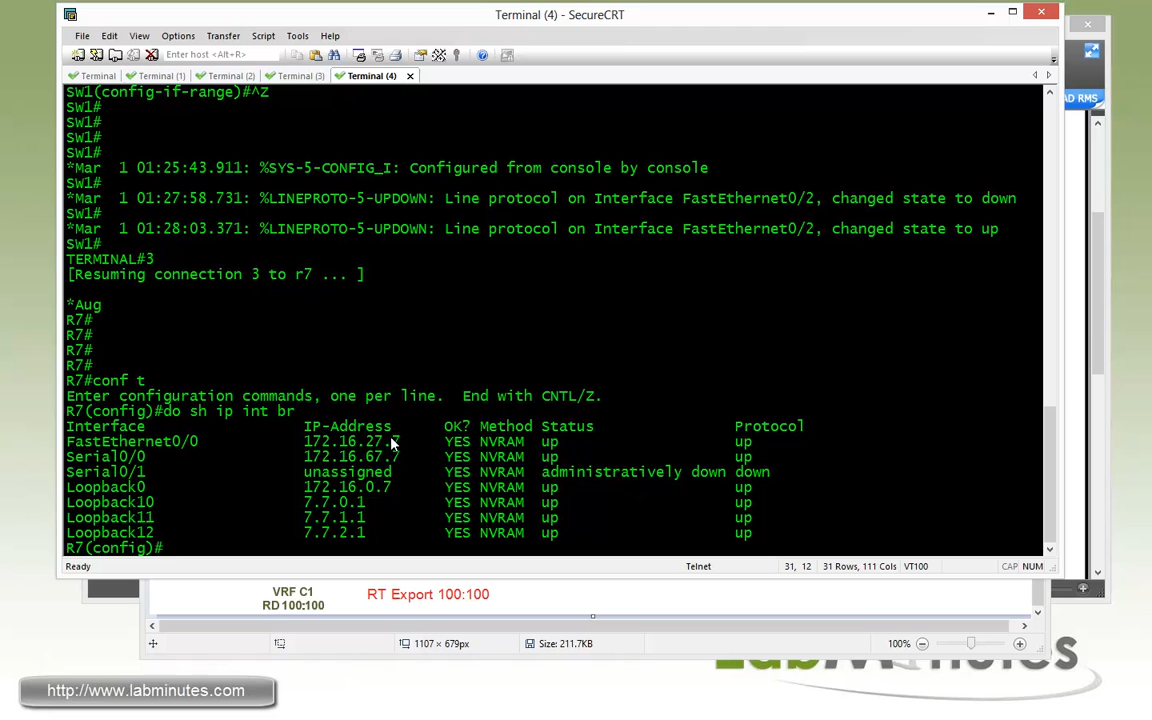 Terminal (4) - SecureCRT
File Edit View Options Transfer Script Tools Help
Enter host <Alt+R>
AD RMS
Terminal Terminal (1) Terminal (2) Terminal (3) Terminal (4)
SW1(config-if-range)#^Z
SW1#
SW1#
SW1#
SW1#
*Mar 1 01:25:43.911: %SYS-5-CONFIG_I: Configured from console by console
SW1#
*Mar 1 01:27:58.731: %LINEPROTO-5-UPDOWN: Line protocol on Interface FastEthernet0/2, changed state to down
SW1#
*Mar 1 01:28:03.371: %LINEPROTO-5-UPDOWN: Line protocol on Interface FastEthernet0/2, changed state to up
SW1#
TERMINAL#3
[Resuming connection 3 to r7 ... ]
*Aug
R7#
R7#
R7#
R7#
R7#conf t
Enter configuration commands, one per line. End with CNTL/Z.
R7(config)#do sh ip int br
Interface IP-Address OK? Method Status Protocol
FastEthernet0/0 172.16.27.7 YES NVRAM up up
Serial0/0 172.16.67.7 YES NVRAM up up
Serial0/1 unassigned YES NVRAM administratively down down
Loopback0 172.16.0.7 YES NVRAM up up
Loopback10 7.7.0.1 YES NVRAM up up
Loopback11 7.7.1.1 YES NVRAM up up
Loopback12 7.7.2.1 YES NVRAM up up
R7(config)#
Ready Telnet 31, 12 31 Rows, 111 Cols VT100 CAP NUM
VRF C1 RT Export 100:100
RD 100:100
1107 × 679px Size: 211.7KB 100%
http://www.labminutes.com